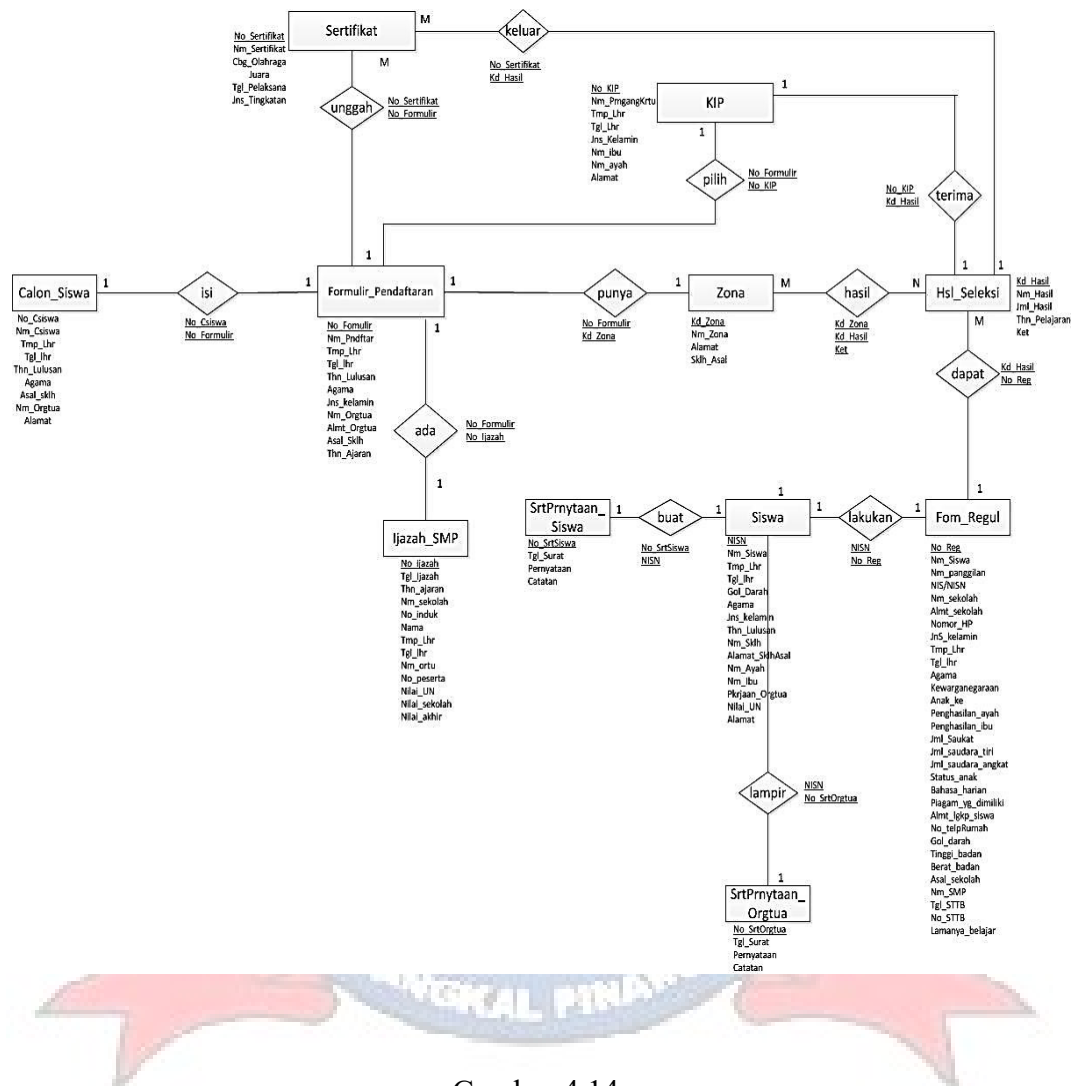 Sertifikat
No_Sertifikat
Nm_Sertifikat
Cbg_Olahraga
Juara
Tgl_Pelaksana
Jns_Tingkatan
M
M
keluar
No_Sertifikat
Kd_Hasil
unggah
No_Sertifikat
No_Formulir
1
KIP
No_KIP
Nm_PmgangKrtu
Tmp_Lhr
Tgl_Lhr
Jns_Kelamin
Nm_ibu
Nm_ayah
Alamat
1
1
pilih
No_Formulir
No_KIP
terima
No_KIP
Kd_Hasil
1
1
Calon_Siswa
No_Csiswa
Nm_Csiswa
Tmp_Lhr
Tgl_lhr
Thn_Lulusan
Agama
Asal_sklh
Nm_Orgtua
Alamat
1
isi
1
No_Csiswa
No_Formulir
Formulir_Pendaftaran
No_Fomulir
Nm_Pndftar
Tmp_Lhr
Tgl_lhr
Thn_Lulusan
Agama
Jns_kelamin
Nm_Orgtua
Almt_Orgtua
Asal_Sklh
Thn_Ajaran
1
punya
1
No_Formulir
Kd_Zona
Zona
Kd_Zona
Nm_Zona
Alamat
Sklh_Asal
M
hasil
N
Kd_Zona
Kd_Hasil
Ket
Hsl_Seleksi
Kd_Hasil
Nm_Hasil
Jml_Hasil
Thn_Pelajaran
Ket
M
dapat
Kd_Hasil
No_Reg
1
1
ada
No_Formulir
No_Ijazah
1
Ijazah_SMP
No_ijazah
Tgl_Ijazah
Thn_ajaran
Nm_sekolah
No_induk
Nama
Tmp_Lhr
Tgl_lhr
Nm_ortu
No_peserta
Nilai_UN
Nilai_sekolah
Nilai_akhir
SrtPrnytaan_
Siswa
No_SrtSiswa
Tgl_Surat
Pernyataan
Catatan
1
buat
1
No_SrtSiswa
NISN
1
Siswa
NISN
Nm_Siswa
Tmp_Lhr
Tgl_lhr
Gol_Darah
Agama
Jns_kelamin
Thn_Lulusan
Nm_Sklh
Alamat_SklhAsal
Nm_Ayah
Nm_Ibu
Pkrjaan_Orgtua
Nilai_UN
Alamat
1
lakukan
1
NISN
No_Reg
Fom_Regul
No_Reg
Nm_Siswa
Nm_panggilan
NIS/NISN
Nm_sekolah
Almt_sekolah
Nomor_HP
JnS_kelamin
Tmp_Lhr
Tgl_lhr
Agama
Kewarganegaraan
Anak_ke
Penghasilan_ayah
Penghasilan_ibu
Jml_Saukat
Jml_saudara_tiri
Jml_saudara_angkat
Status_anak
Bahasa_harian
Piagam_yg_dimiliki
Almt_lgkp_siswa
No_telpRumah
Gol_darah
Tinggi_badan
Berat_badan
Asal_sekolah
Nm_SMP
Tgl_STTB
No_STTB
Lamanya_belajar
lampir
NISN
No_SrtOrgtua
1
SrtPrnytaan_
Orgtua
No_SrtOrgtua
Tgl_Surat
Pernyataan
Catatan